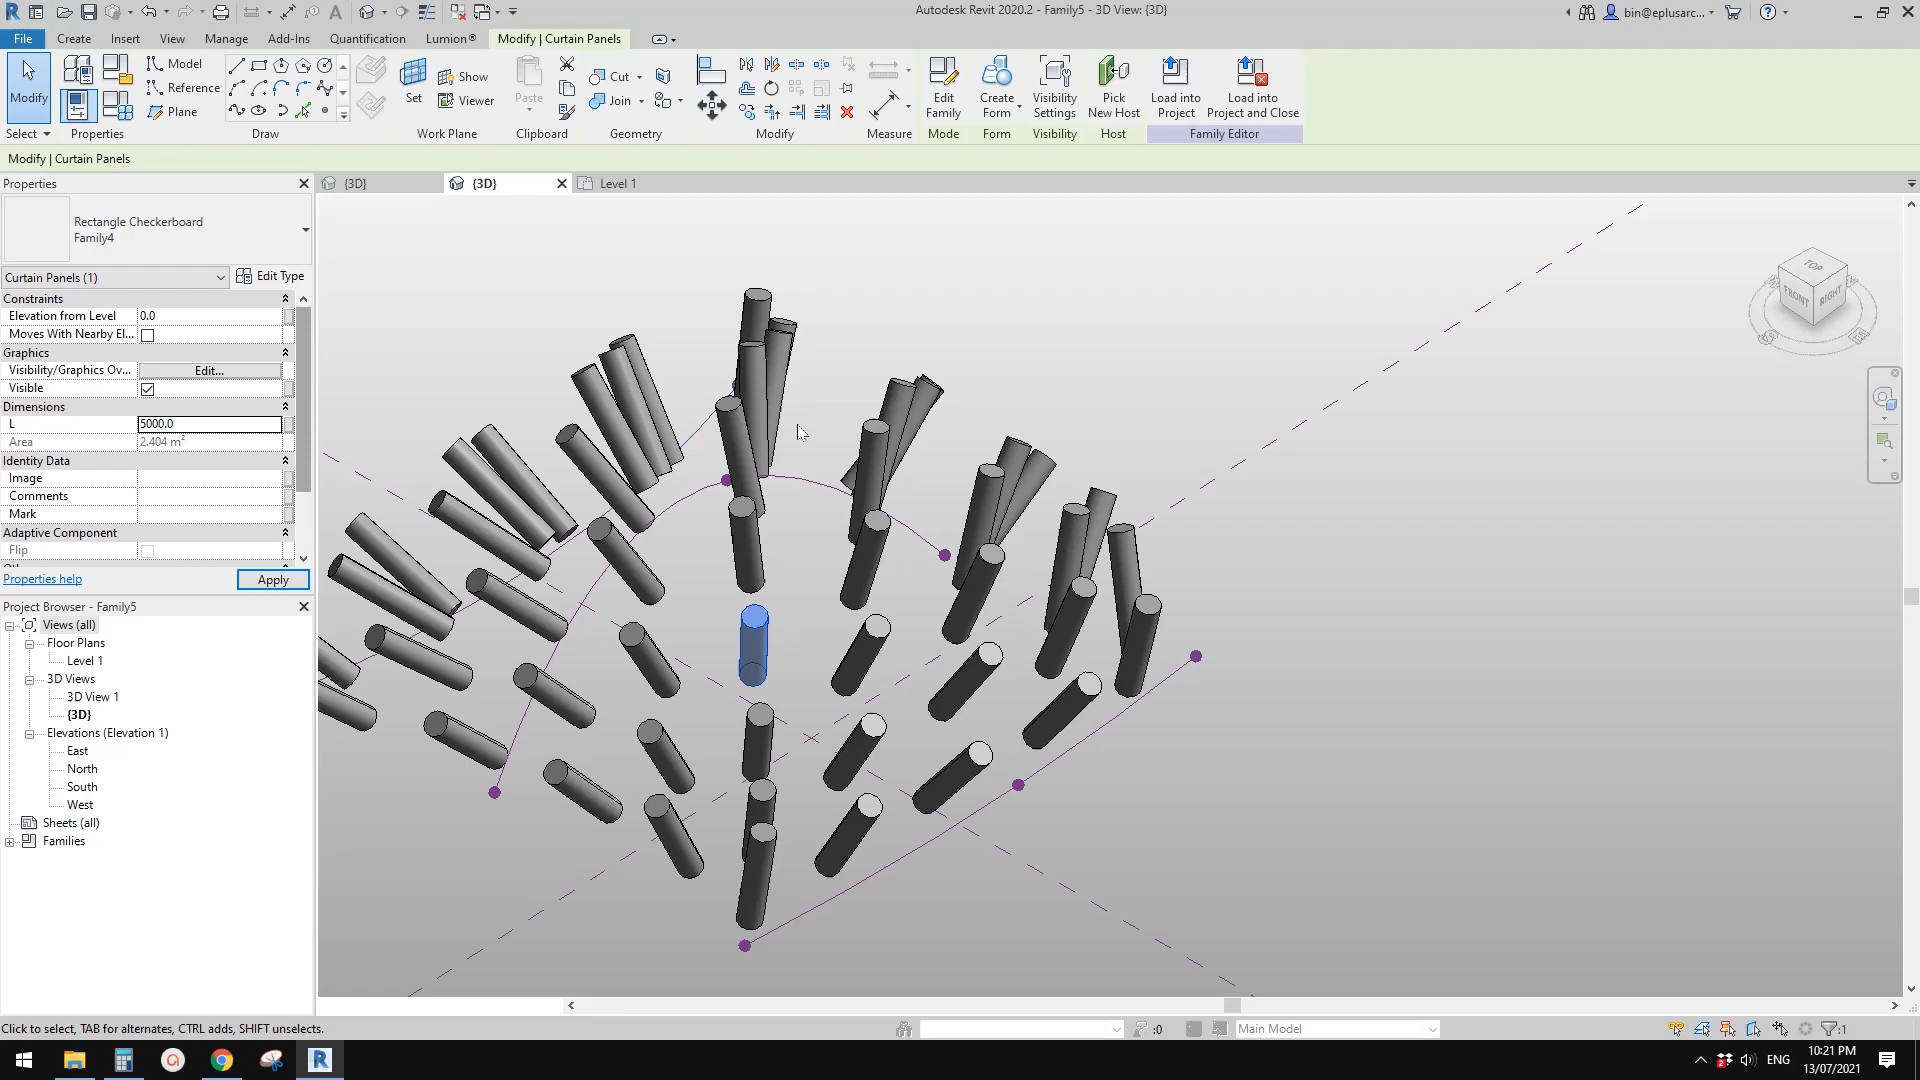 Autodesk Revit 2020.2 - Family5 - 3D View: {3D}
bin@eplusarc...
File Create Insert View Manage Add-Ins Quantification Lumion® Modify | Curtain Panels
Modify
Model
Reference
Plane
Set
Show
Viewer
Paste
Cut
Join
Edit Family
Create Form
Visibility Settings
Pick New Host
Load into Project
Load into Project and Close
Select Properties Draw Work Plane Clipboard Geometry Modify Measure Mode Form Visibility Host Family Editor
Modify | Curtain Panels
Properties
{3D} {3D} Level 1
Rectangle Checkerboard
Family4
Curtain Panels (1) Edit Type
Constraints
Elevation from Level 0.0
Moves With Nearby El...
Graphics
Visibility/Graphics Ov... Edit...
Visible
Dimensions
L 5000.0
Area 2.404 m²
Identity Data
Image
Comments
Mark
Adaptive Component
Flip
Properties help Apply
Project Browser - Family5
Views (all)
Floor Plans
Level 1
3D Views
3D View 1
{3D}
Elevations (Elevation 1)
East
North
South
West
Sheets (all)
Families
TOP
FRONT RIGHT
Click to select, TAB for alternates, CTRL adds, SHIFT unselects.
:0
Main Model
:1
ENG
10:21 PM
13/07/2021